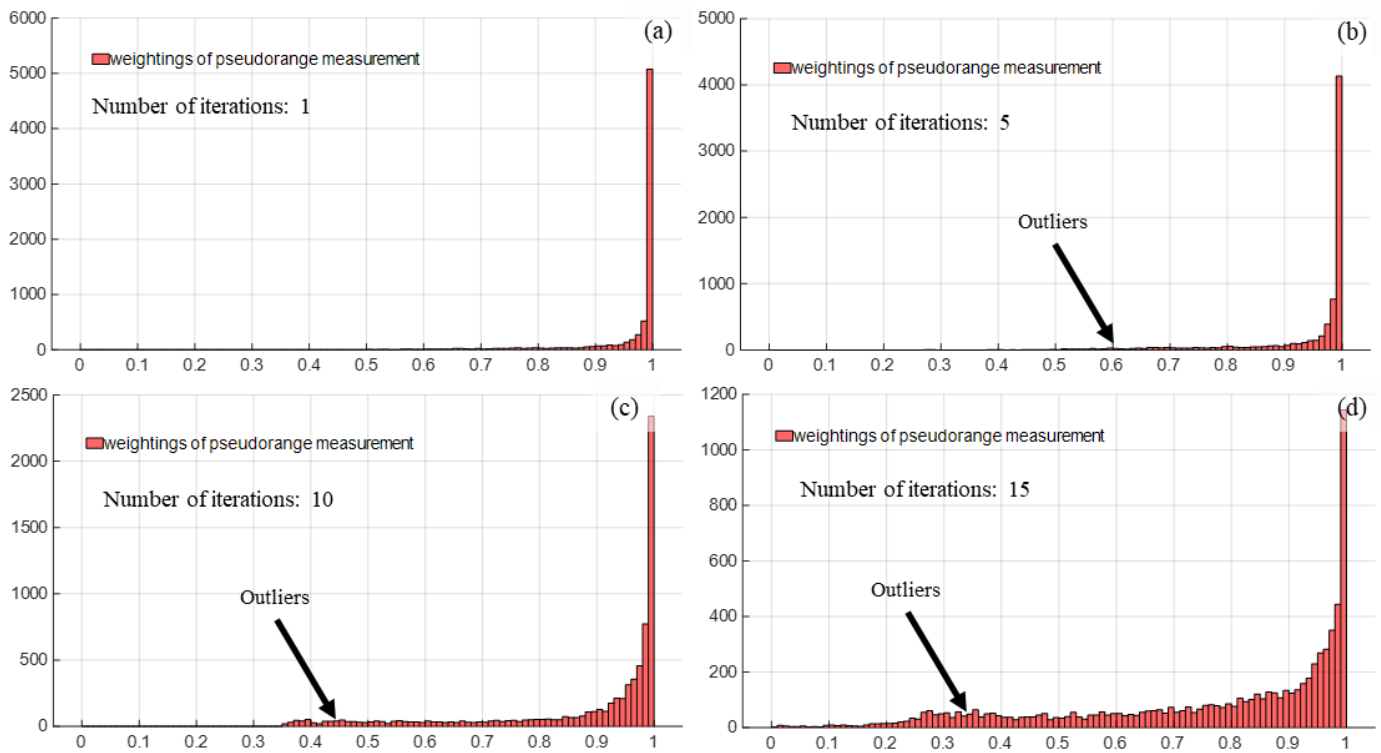 6000
(a)
weightings of pseudorange measurement
5000
Number of iterations: 1
4000
3000
2000
1000
0
0 0.1 0.2 0.3 0.4 0.5 0.6 0.7 0.8 0.9 1
5000
(b)
weightings of pseudorange measurement
4000
Number of iterations: 5
3000
2000
Outliers
1000
0
0 0.1 0.2 0.3 0.4 0.5 0.6 0.7 0.8 0.9 1
2500
(c)
weightings of pseudorange measurement
2000
Number of iterations: 10
1500
1000
Outliers
500
0
0 0.1 0.2 0.3 0.4 0.5 0.6 0.7 0.8 0.9 1
1200
(d)
weightings of pseudorange measurement
1000
Number of iterations: 15
800
600
Outliers
400
200
0
0 0.1 0.2 0.3 0.4 0.5 0.6 0.7 0.8 0.9 1